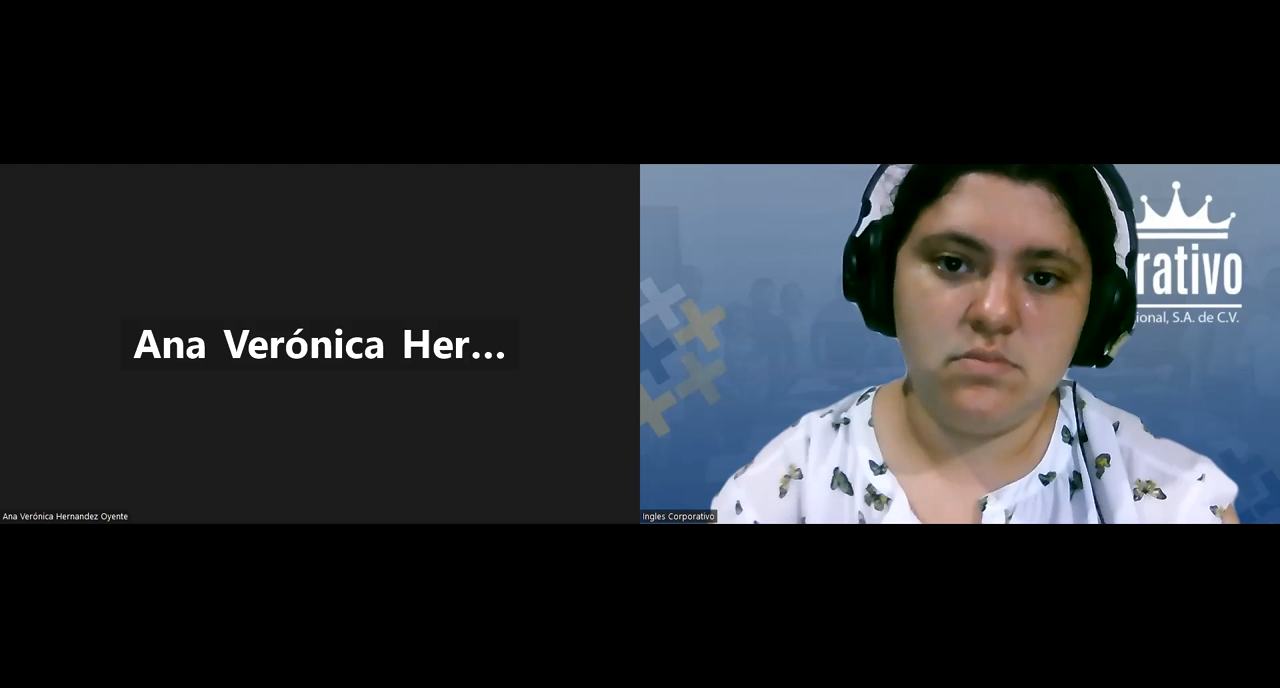 Ana Verónica Her...
Ana Verónica Hernandez Oyente
rativo
ional, S.A. de C.V.
Ingles Corporativo